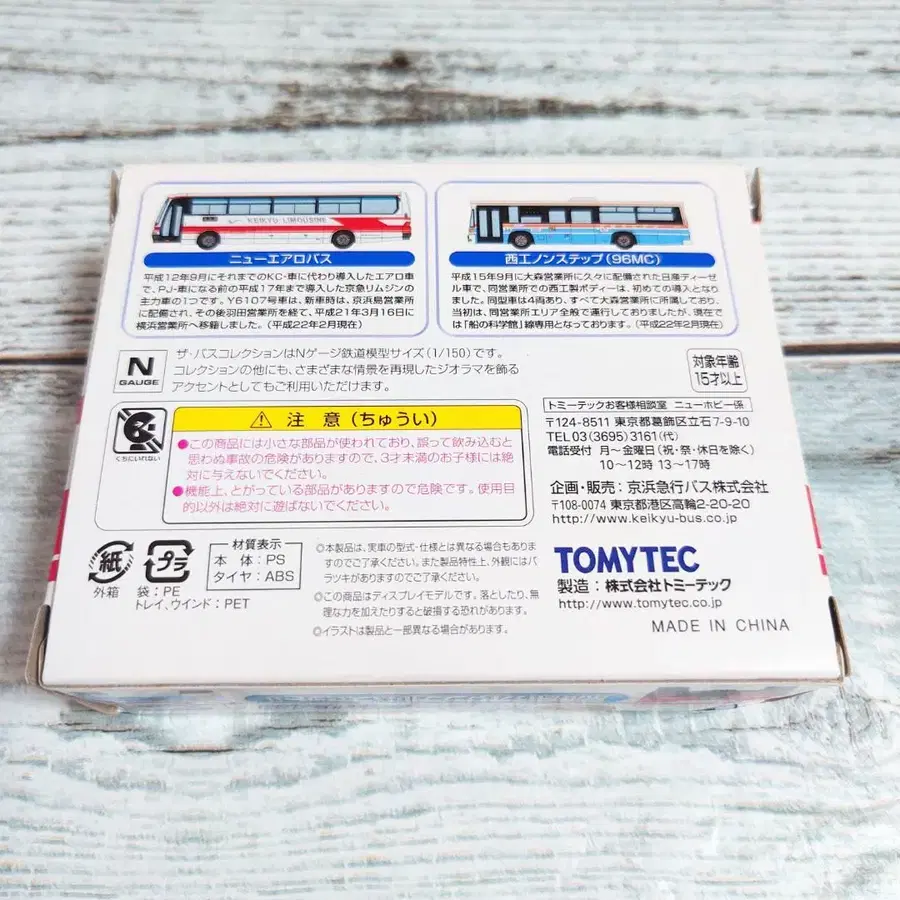 KEIKYU LIMOUSINE
ニューエアロバス
平成12年9月にそれまでのKC-車に代わり導入したエアロ車
で、PJ-車になる前の平成17年まで導入した京急リムジンの
主力車の1つです。Y6107号車は、新車時は、京浜島営業所
に配備され、その後羽田営業所を経て、平成21年3月16日に
横浜営業所へ移籍しました。（平成22年2月現在）
西工ノンステップ（96MC）
平成15年9月に大森営業所に久々に配備された日産ディーゼ
ル車で、同営業所での西工製ボディーは、初めての導入とな
りました。同型車は4両あり、すべて大森営業所に所属しており、
当初は、同営業所エリア全般で運行しておりましたが、現在で
は「船の科学館」線専用となっております。（平成22年2月現在）
N
GAUGE
ザ・バスコレクションはNゲージ鉄道模型サイズ（1/150）です。
コレクションの他にも、さまざまな情景を再現したジオラマを飾る
アクセントとしてもご利用いただけます。
対象年齢
15才以上
くちにいれない
注 意（ちゅうい）
●この商品には小さな部品が使われており、誤って飲み込むと
思わぬ事故の危険がありますので、3才未満のお子様には絶
対に与えないでください。
●機能上、とがっている部品がありますので危険です。使用目
的以外は絶対に遊ばないでください。
トミーテックお客様相談室 ニューホビー係
〒124-8511 東京都葛飾区立石7-9-10
TEL 03(3695)3161(代)
電話受付 月～金曜日（祝・祭・休日を除く）
10～12時 13～17時
企画・販売：京浜急行バス株式会社
〒108-0074 東京都港区高輪2-20-20
http://www.keikyu-bus.co.jp
紙
外箱
プラ
袋：PE
トレイ、ウインド：PET
材質表示
本 体：PS
タイヤ：ABS
◎本製品は、実車の型式・仕様とは異なる場合もありま
すのでご了承ください。また製品特性上、外観にはバ
ラツキがありますのでご了承ください。
◎この商品はディスプレイモデルです。落としたり、無
理な力を加えたりすると破損する恐れがあります。
◎イラストは製品と一部異なる場合があります。
TOMYTEC
製造：株式会社トミーテック
http://www.tomytec.co.jp
MADE IN CHINA